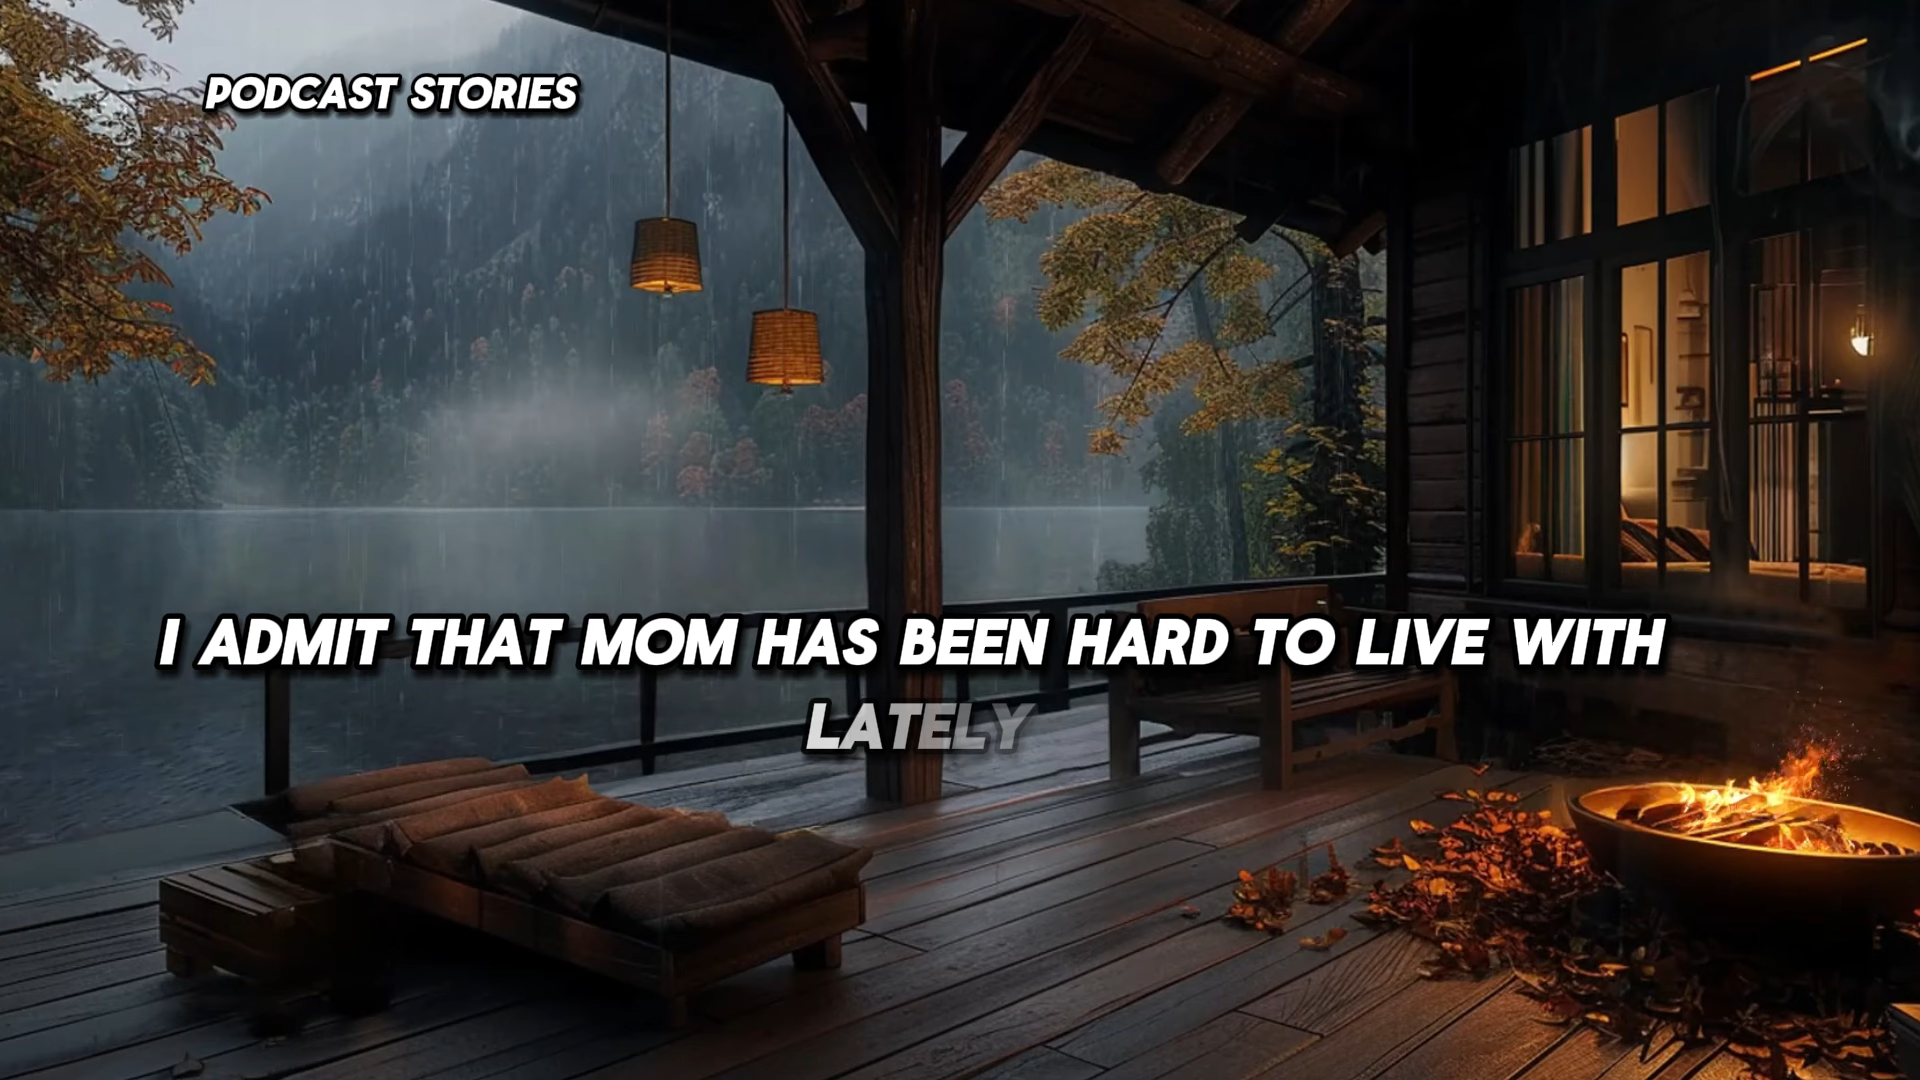 PODCAST STORIES
I ADMIT THAT MOM HAS BEEN HARD TO LIVE WITH
LATELY